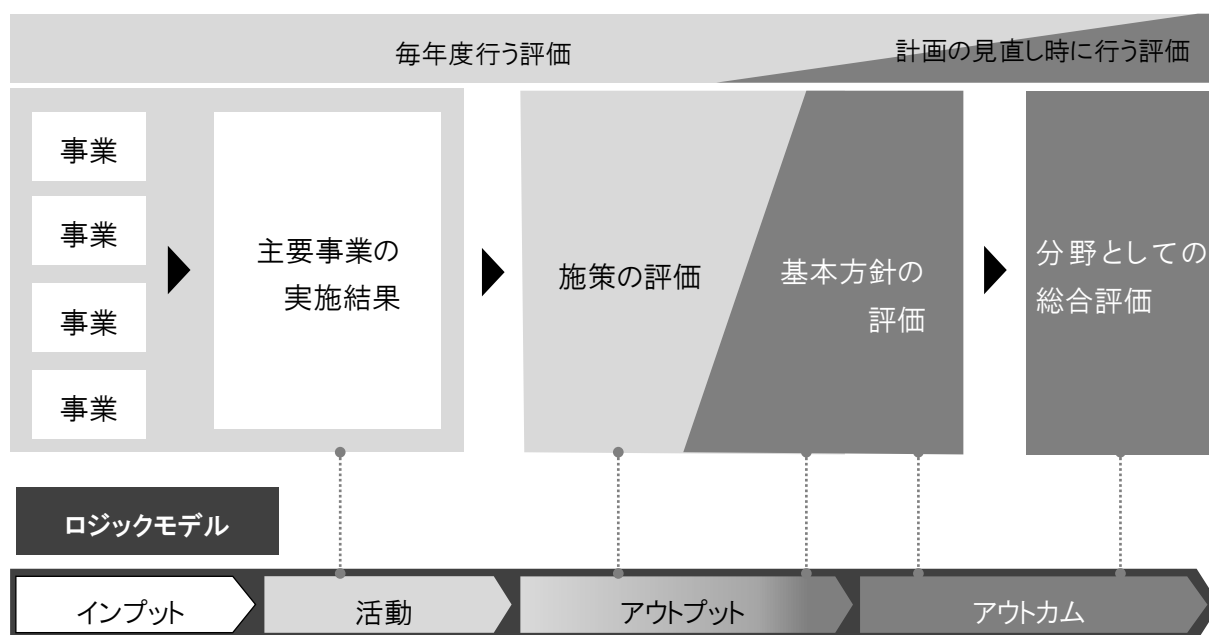 毎年度行う評価
計画の見直し時に行う評価
事業
事業
事業
事業
主要事業の
実施結果
施策の評価
基本方針の
評価
分野としての
総合評価
ロジックモデル
インプット
活動
アウトプット
アウトカム